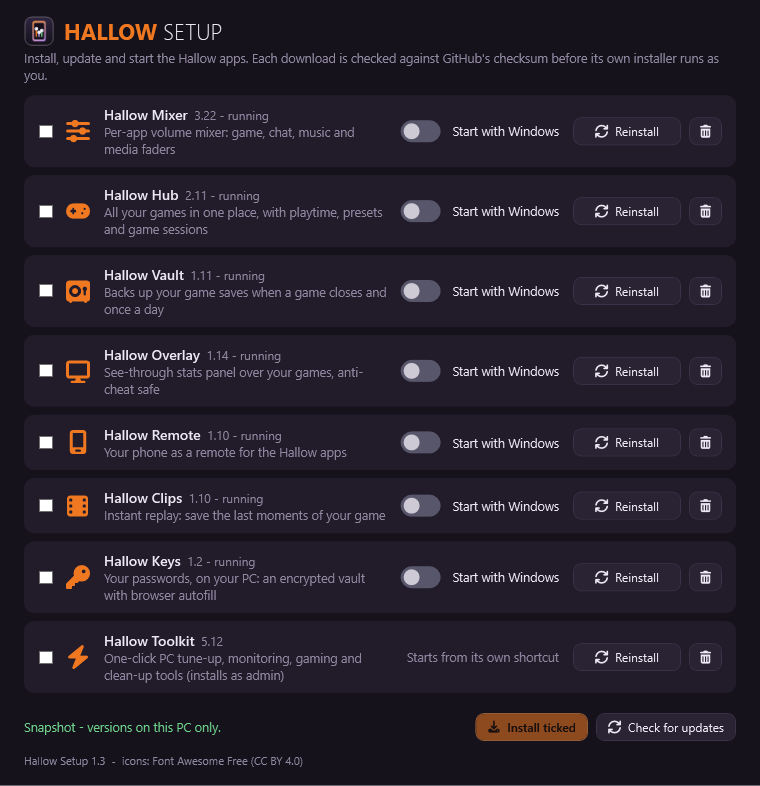 HALLOW SETUP
Install, update and start the Hallow apps. Each download is checked against GitHub's checksum before its own installer runs as
you.
Hallow Mixer 3.22 - running
Per-app volume mixer: game, chat, music and
media faders
Start with Windows
Reinstall
Hallow Hub 2.11 - running
All your games in one place, with playtime, presets
and game sessions
Start with Windows
Reinstall
Hallow Vault 1.11 - running
Backs up your game saves when a game closes and
once a day
Start with Windows
Reinstall
Hallow Overlay 1.14 - running
See-through stats panel over your games, anti-
cheat safe
Start with Windows
Reinstall
Hallow Remote 1.10 - running
Your phone as a remote for the Hallow apps
Start with Windows
Reinstall
Hallow Clips 1.10 - running
Instant replay: save the last moments of your game
Start with Windows
Reinstall
Hallow Keys 1.2 - running
Your passwords, on your PC: an encrypted vault
with browser autofill
Start with Windows
Reinstall
Hallow Toolkit 5.12
One-click PC tune-up, monitoring, gaming and
clean-up tools (installs as admin)
Starts from its own shortcut
Reinstall
Snapshot - versions on this PC only.
Install ticked
Check for updates
Hallow Setup 1.3 - icons: Font Awesome Free (CC BY 4.0)